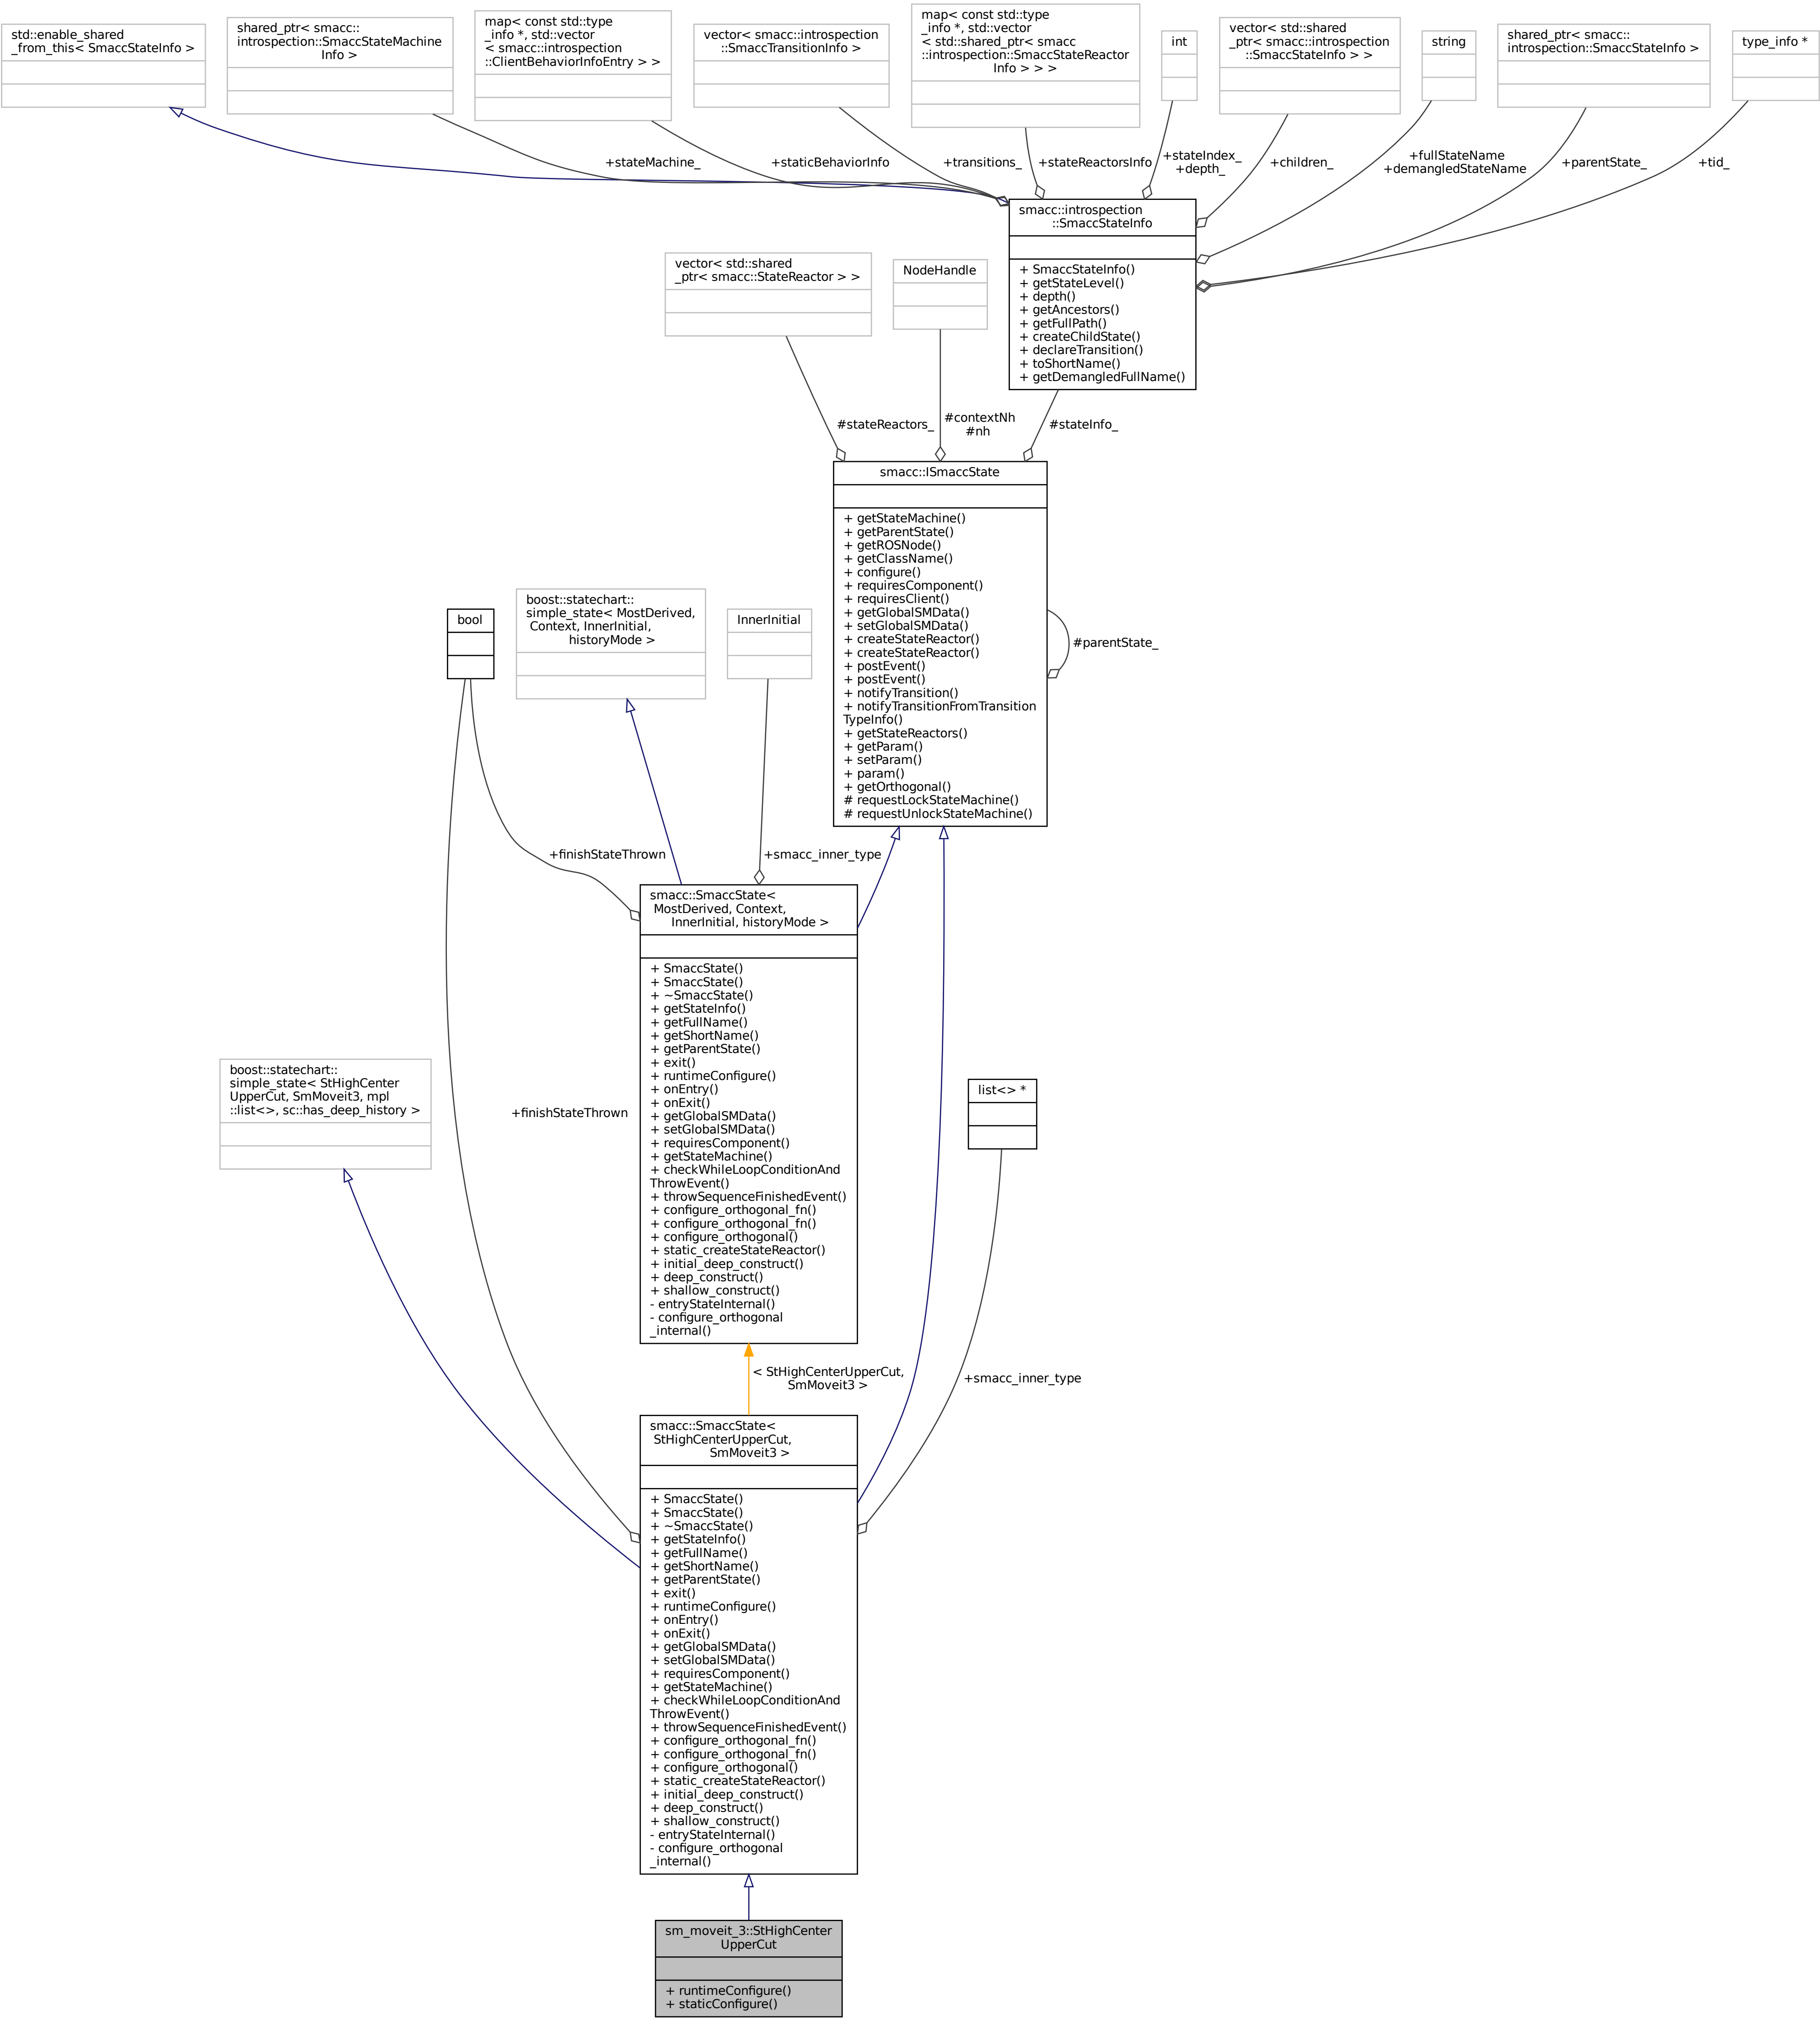 std::enable_shared
_from_this< SmaccStateInfo >
shared_ptr< smacc::
introspection::SmaccStateMachine
Info >
map< const std::type
_info *, std::vector
< smacc::introspection
::ClientBehaviorInfoEntry > >
vector< smacc::introspection
::SmaccTransitionInfo >
map< const std::type
_info *, std::vector
< std::shared_ptr< smacc
::introspection::SmaccStateReactor
Info > > >
int
vector< std::shared
_ptr< smacc::introspection
::SmaccStateInfo > >
string
shared_ptr< smacc::
introspection::SmaccStateInfo >
type_info *
+stateMachine_
+staticBehaviorInfo
+transitions_
+stateReactorsInfo
+stateIndex_
+depth_
+children_
+fullStateName
+demangledStateName
+parentState_
+tid_
smacc::introspection
::SmaccStateInfo
+ SmaccStateInfo()
+ getStateLevel()
+ depth()
+ getAncestors()
+ getFullPath()
+ createChildState()
+ declareTransition()
+ toShortName()
+ getDemangledFullName()
vector< std::shared
_ptr< smacc::StateReactor > >
NodeHandle
#stateReactors_
#contextNh
#nh
#stateInfo_
smacc::ISmaccState
+ getStateMachine()
+ getParentState()
+ getROSNode()
+ getClassName()
+ configure()
+ requiresComponent()
+ requiresClient()
+ getGlobalSMData()
+ setGlobalSMData()
+ createStateReactor()
+ createStateReactor()
+ postEvent()
+ postEvent()
+ notifyTransition()
+ notifyTransitionFromTransition
TypeInfo()
+ getStateReactors()
+ getParam()
+ setParam()
+ param()
+ getOrthogonal()
# requestLockStateMachine()
# requestUnlockStateMachine()
#parentState_
bool
boost::statechart::
simple_state< MostDerived,
Context, InnerInitial,
historyMode >
InnerInitial
+finishStateThrown
+smacc_inner_type
smacc::SmaccState<
MostDerived, Context,
InnerInitial, historyMode >
+ SmaccState()
+ SmaccState()
+ ~SmaccState()
+ getStateInfo()
+ getFullName()
+ getShortName()
+ getParentState()
+ exit()
+ runtimeConfigure()
+ onEntry()
+ onExit()
+ getGlobalSMData()
+ setGlobalSMData()
+ requiresComponent()
+ getStateMachine()
+ checkWhileLoopConditionAnd
ThrowEvent()
+ throwSequenceFinishedEvent()
+ configure_orthogonal_fn()
+ configure_orthogonal_fn()
+ configure_orthogonal()
+ static_createStateReactor()
+ initial_deep_construct()
+ deep_construct()
+ shallow_construct()
- entryStateInternal()
- configure_orthogonal
_internal()
boost::statechart::
simple_state< StHighCenter
UpperCut, SmMoveit3, mpl
::list<>, sc::has_deep_history >
+finishStateThrown
list<> *
< StHighCenterUpperCut,
SmMoveit3 >
+smacc_inner_type
smacc::SmaccState<
StHighCenterUpperCut,
SmMoveit3 >
+ SmaccState()
+ SmaccState()
+ ~SmaccState()
+ getStateInfo()
+ getFullName()
+ getShortName()
+ getParentState()
+ exit()
+ runtimeConfigure()
+ onEntry()
+ onExit()
+ getGlobalSMData()
+ setGlobalSMData()
+ requiresComponent()
+ getStateMachine()
+ checkWhileLoopConditionAnd
ThrowEvent()
+ throwSequenceFinishedEvent()
+ configure_orthogonal_fn()
+ configure_orthogonal_fn()
+ configure_orthogonal()
+ static_createStateReactor()
+ initial_deep_construct()
+ deep_construct()
+ shallow_construct()
- entryStateInternal()
- configure_orthogonal
_internal()
sm_moveit_3::StHighCenter
UpperCut
+ runtimeConfigure()
+ staticConfigure()